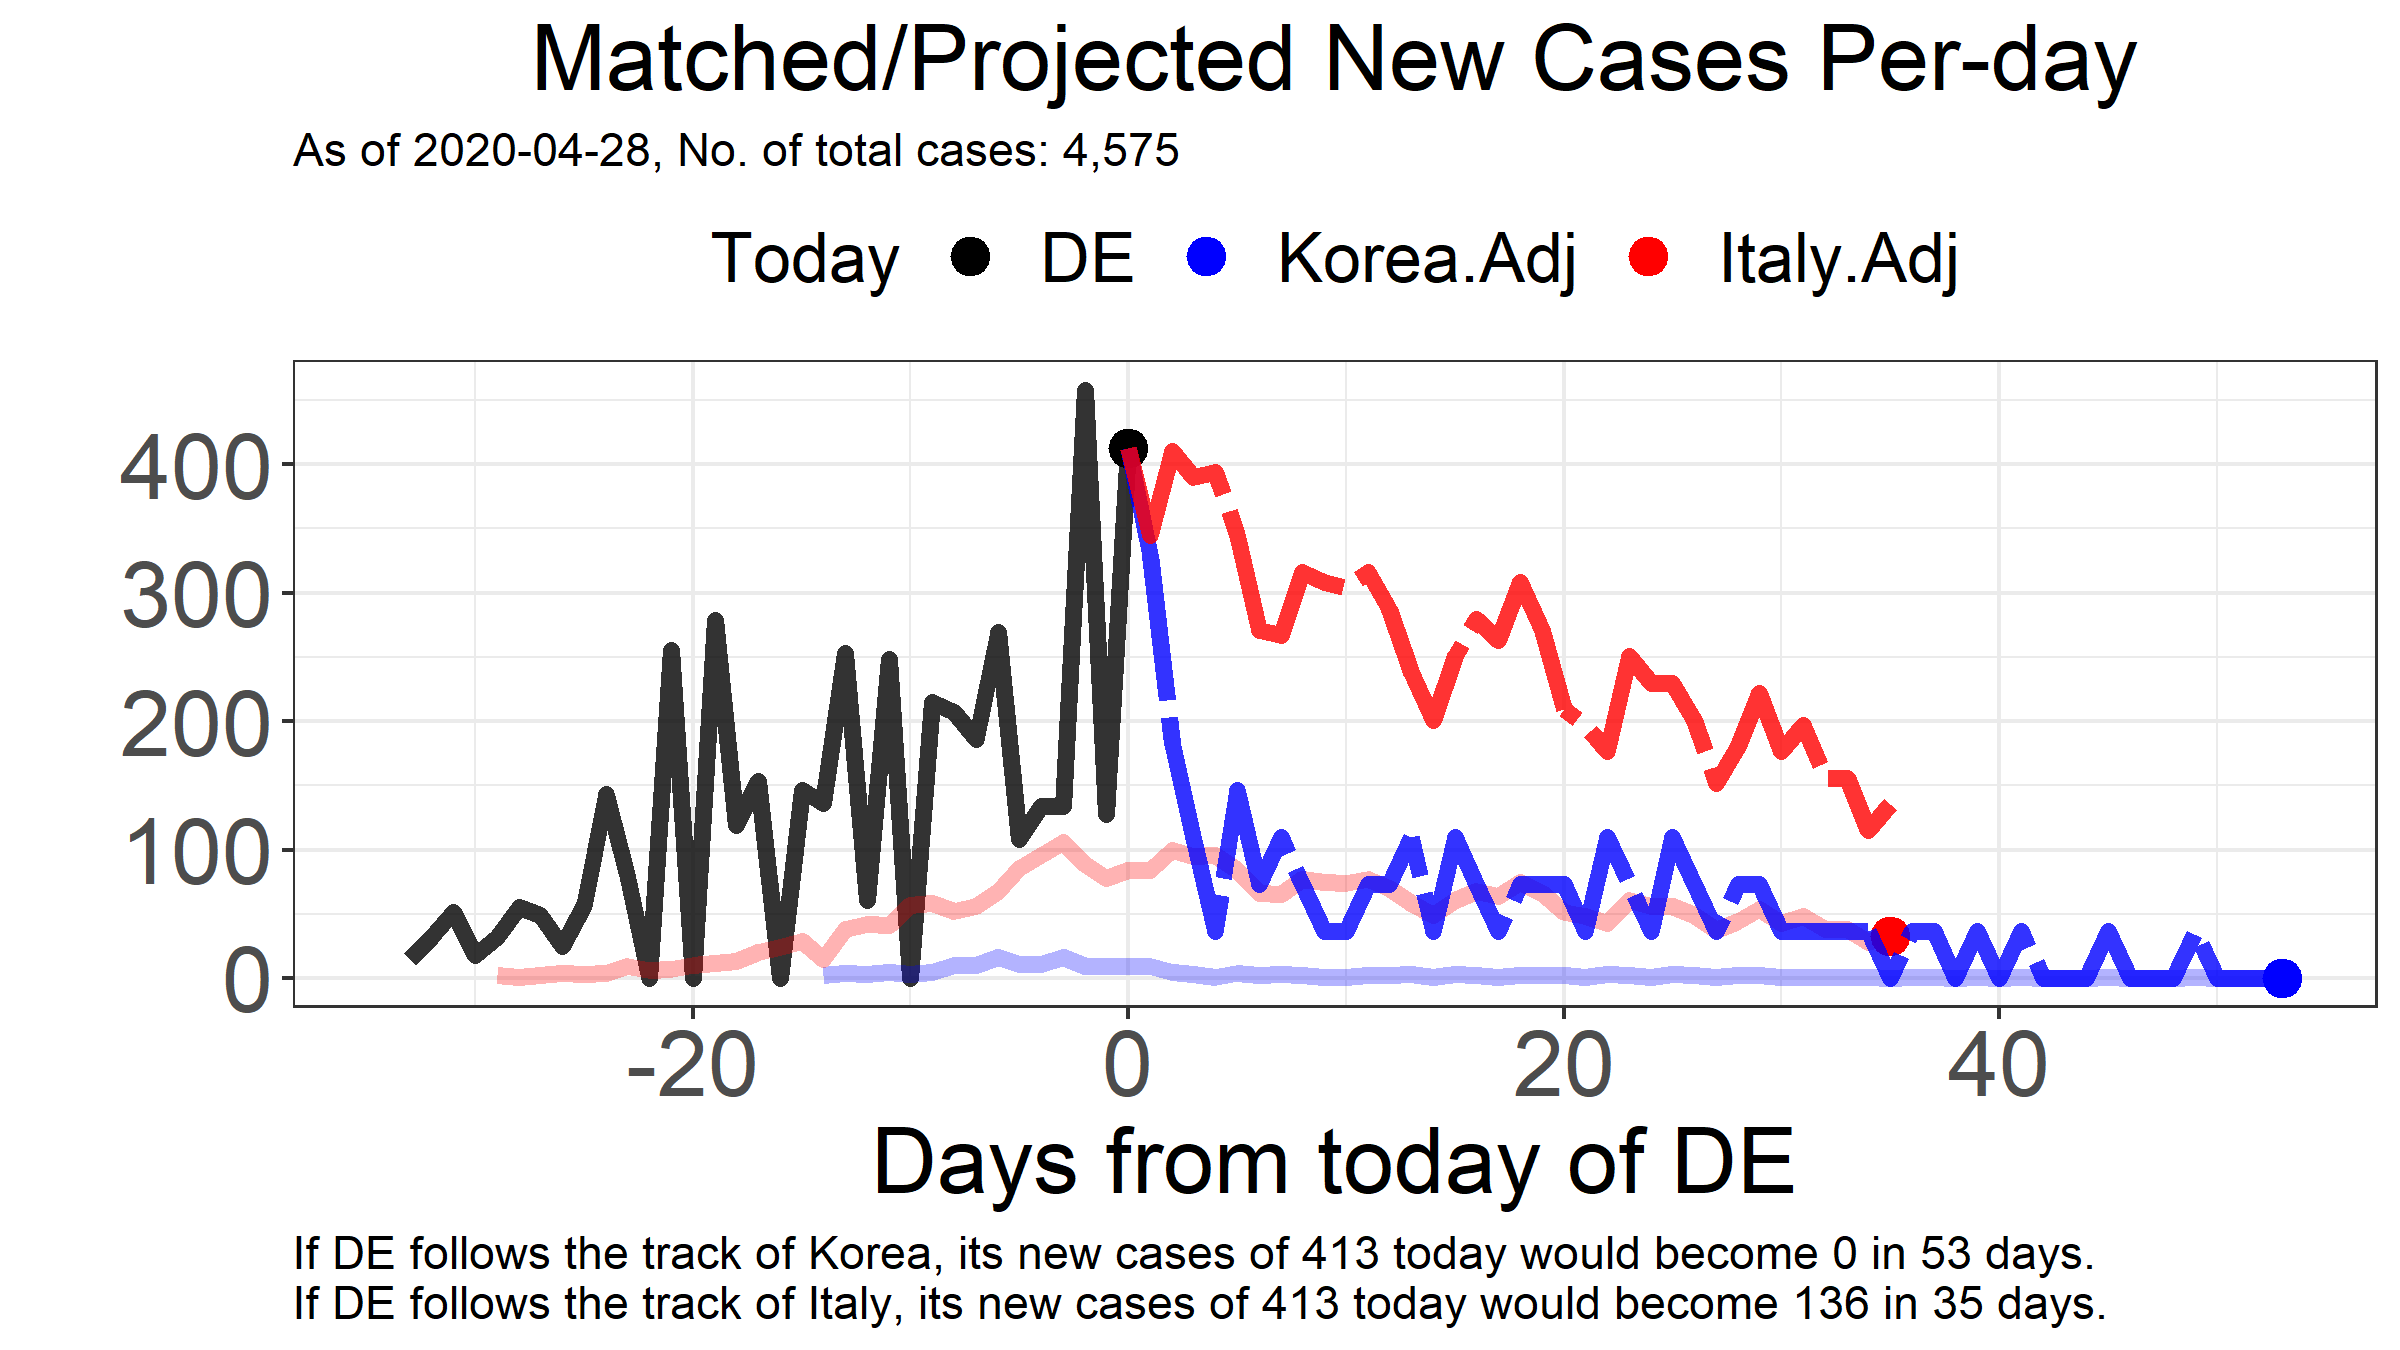 Matched/Projected New Cases Per-day
As of 2020-04-28, No. of total cases: 4,575
Today DE Korea.Adj Italy.Adj
400
300
200
100
0
-20 0 20 40
Days from today of DE
If DE follows the track of Korea, its new cases of 413 today would become 0 in 53 days.
If DE follows the track of Italy, its new cases of 413 today would become 136 in 35 days.